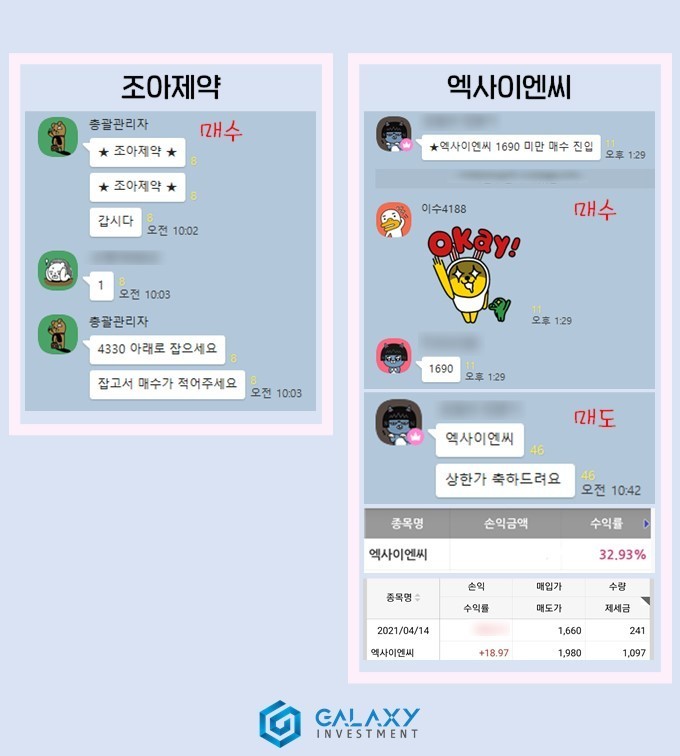 조아제약
총괄관리자
매수
★ 조아제약 ★
8
★ 조아제약 ★
8
갑시다
8
오전 10:02
1
8
오전 10:03
총괄관리자
4330 아래로 잡으세요
8
잡고서 매수가 적어주세요
8
오전 10:03
엑사이엔씨
★엑사이엔씨 1690 미만 매수 진입
11
오후 1:29
이수4188
매수
Okay!
11
오후 1:29
1690
11
오후 1:29
매도
엑사이엔씨
46
상한가 축하드려요
46
오전 10:42
종목명 손익금액 수익률
엑사이엔씨 32.93%
종목명 손익 매입가 수량
수익률 매도가 제세금
2021/04/14 1,660 241
엑사이엔씨 +18.97 1,980 1,097
GALAXY
INVESTMENT